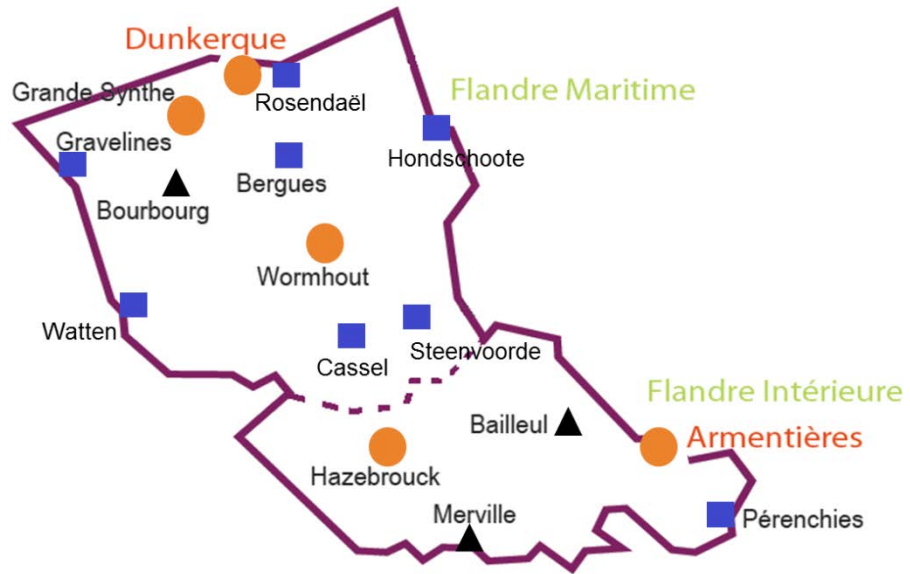 Dunkerque
Grande Synthe
Rosendaël
Flandre Maritime
Gravelines
Hondschoote
Bergues
Bourbourg
Wormhout
Watten
Steenvoorde
Cassel
Flandre Intérieure
Bailleul
Armentières
Hazebrouck
Merville
Pérenchies